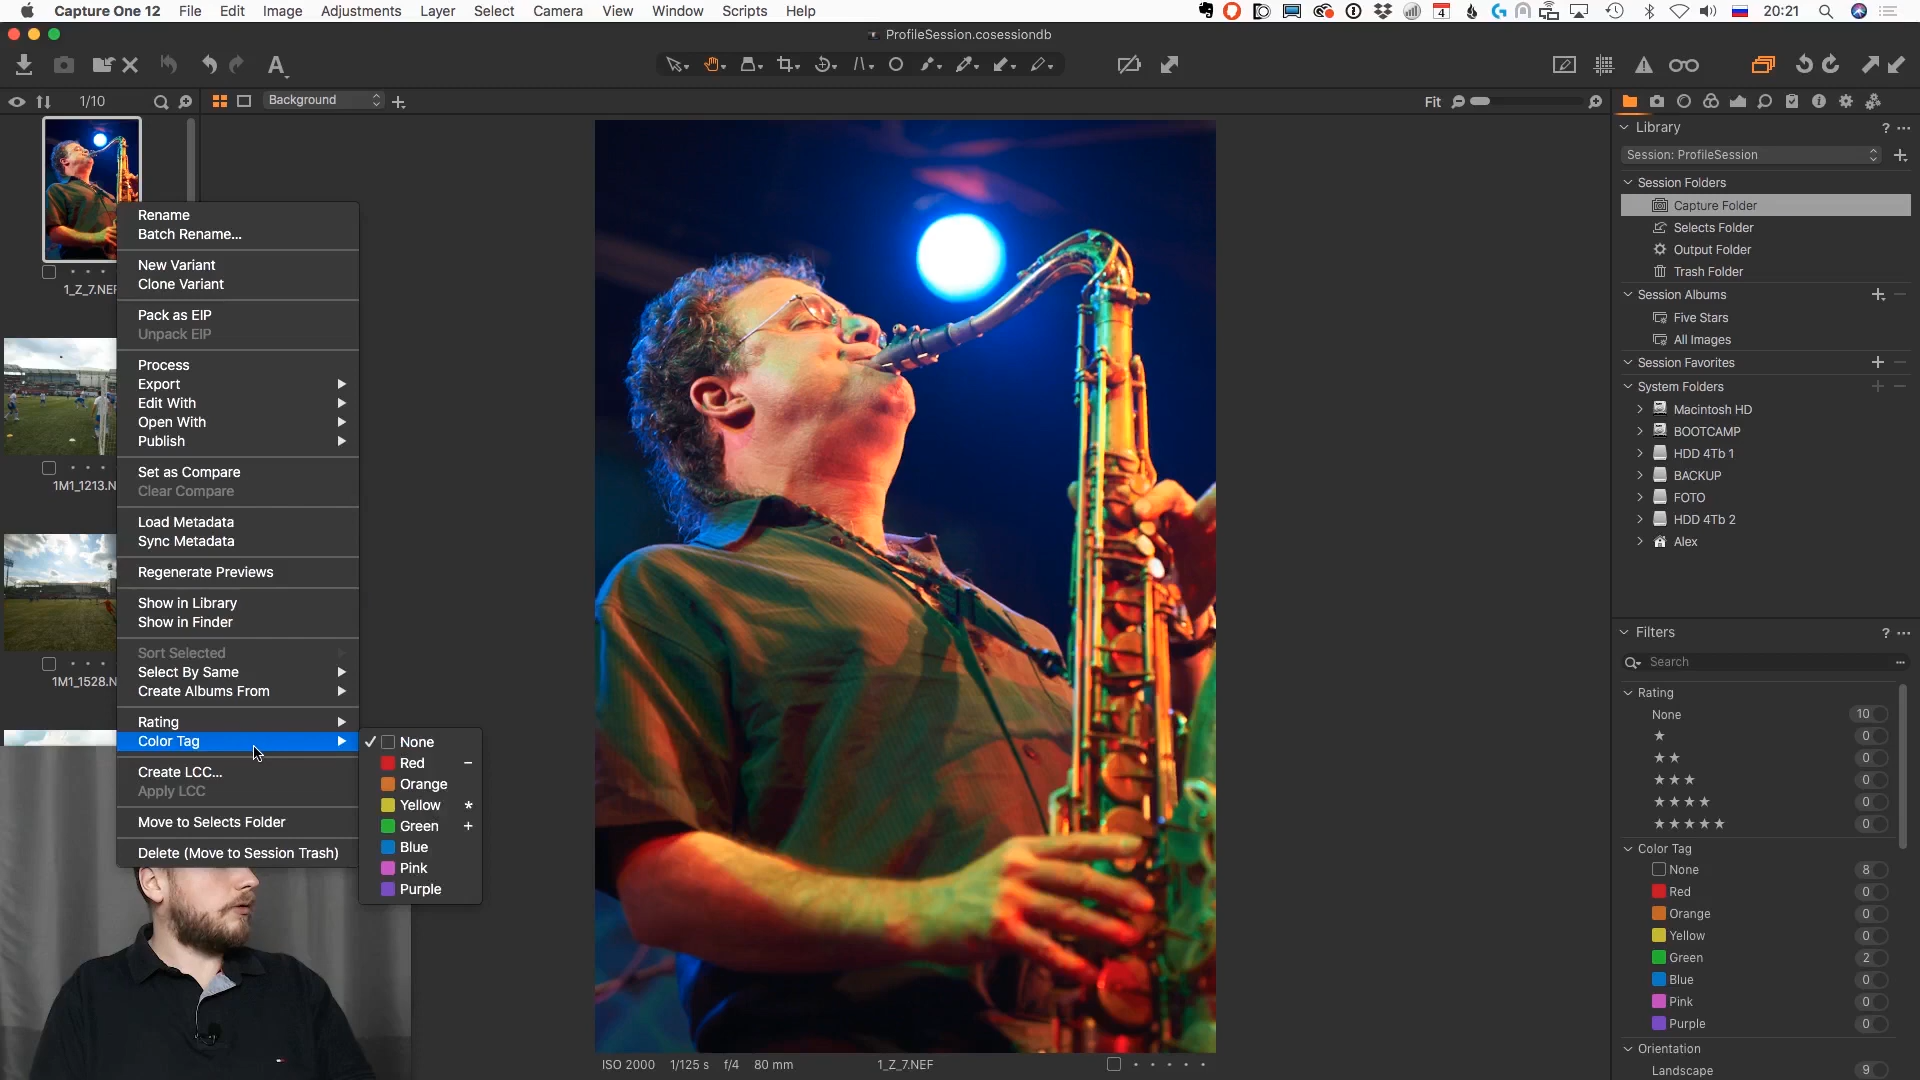 Capture One 12 File Edit Image Adjustments Layer Select Camera View Window Scripts Help 4 20:21
ProfileSession.cosessiondb
1/10 Background Fit
1_Z_7.NEF
1M1_1213.N
1M1_1528.N
Rename
Batch Rename...
New Variant
Clone Variant
Pack as EIP
Unpack EIP
Process
Export
Edit With
Open With
Publish
Set as Compare
Clear Compare
Load Metadata
Sync Metadata
Regenerate Previews
Show in Library
Show in Finder
Sort Selected
Select By Same
Create Albums From
Rating
Color Tag
Create LCC...
Apply LCC
Move to Selects Folder
Delete (Move to Session Trash)
None
Red −
Orange
Yellow *
Green +
Blue
Pink
Purple
ISO 2000 1/125 s f/4 80 mm 1_Z_7.NEF
Library ? ...
Session: ProfileSession
Session Folders
Capture Folder
Selects Folder
Output Folder
Trash Folder
Session Albums
Five Stars
All Images
Session Favorites
System Folders
Macintosh HD
BOOTCAMP
HDD 4Tb 1
BACKUP
FOTO
HDD 4Tb 2
Alex
Filters ? ...
Search ...
Rating
None 10
★ 0
★ ★ 0
★ ★ ★ 0
★ ★ ★ ★ 0
★ ★ ★ ★ ★ 0
Color Tag
None 8
Red 0
Orange 0
Yellow 0
Green 2
Blue 0
Pink 0
Purple 0
Orientation
Landscape 9